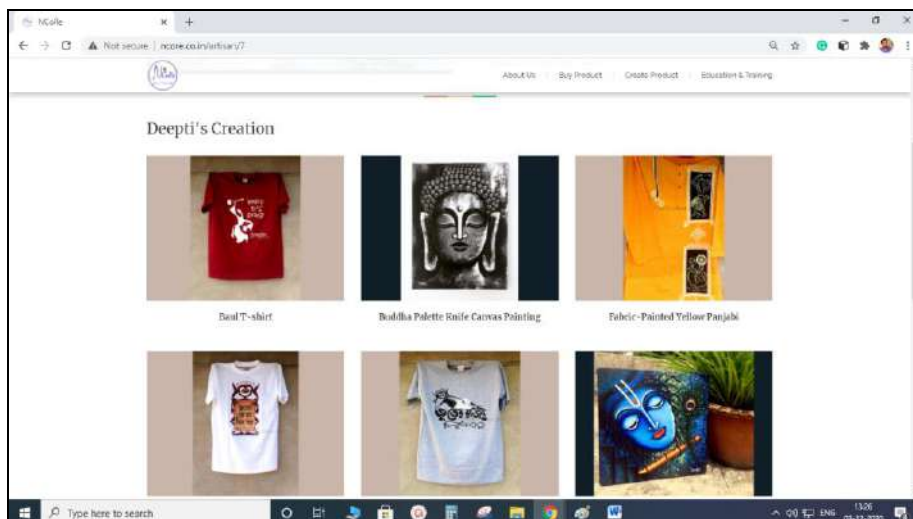 NColle
Not secure | ncore.co.in/artisan/7
About Us
Buy Product
Create Product
Education & Training
Deepti's Creation
Baul T-shirt
Buddha Palette Knife Canvas Painting
Fabric-Painted Yellow Panjabi
Type here to search
ENG
13:26